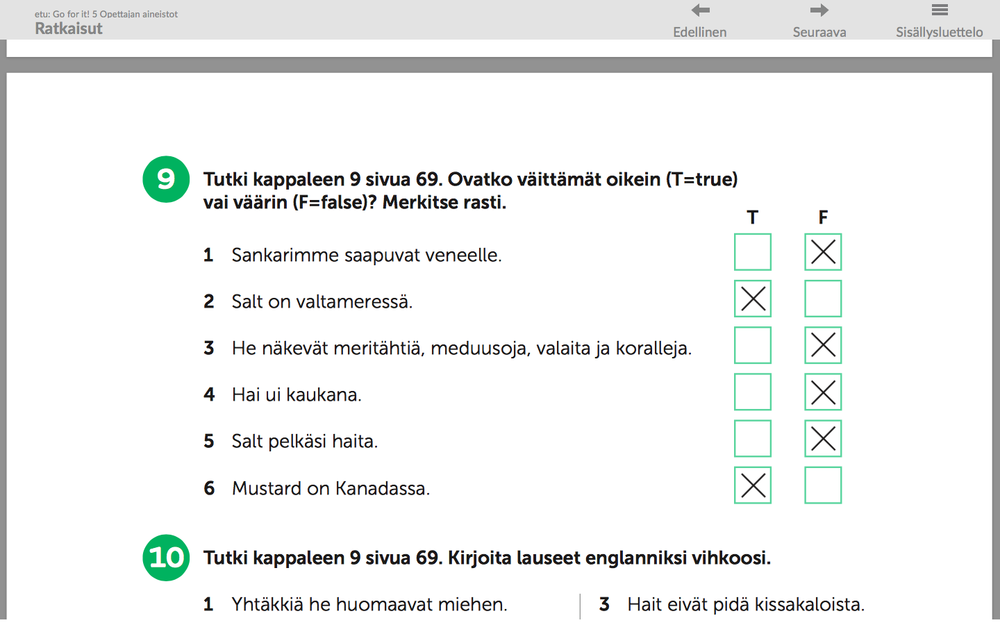 etu: Go for it! 5 Opettajan aineistot
Ratkaisut
Edellinen
Seuraava
Sisällysluettelo
9
Tutki kappaleen 9 sivua 69. Ovatko väittämät oikein (T=true)
vai väärin (F=false)? Merkitse rasti.
T F
1 Sankarimme saapuvat veneelle.
2 Salt on valtameressä.
3 He näkevät meritähtiä, meduusoja, valaita ja koralleja.
4 Hai ui kaukana.
5 Salt pelkäsi haita.
6 Mustard on Kanadassa.
10 Tutki kappaleen 9 sivua 69. Kirjoita lauseet englanniksi vihkoosi.
1 Yhtäkkiä he huomaavat miehen.
3 Hait eivät pidä kissakaloista.